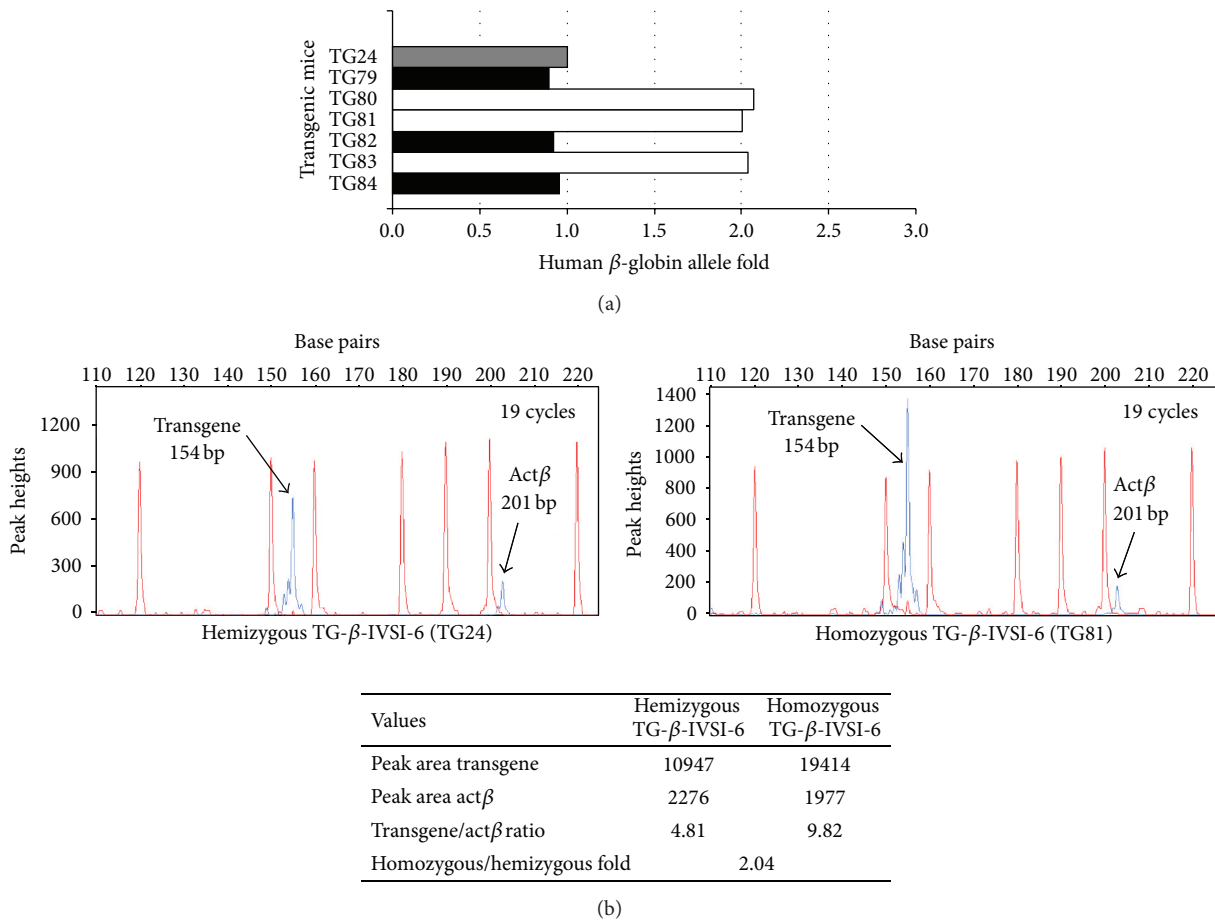 Transgenic mice
TG24
TG79
TG80
TG81
TG82
TG83
TG84
0.0 0.5 1.0 1.5 2.0 2.5 3.0
Human β-globin allele fold
(a)
Base pairs
110 120 130 140 150 160 170 180 190 200 210 220
Peak heights
1200
900
600
300
0
19 cycles
Transgene
154 bp
Actβ
201 bp
Hemizygous TG-β-IVSI-6 (TG24)
Base pairs
110 120 130 140 150 160 170 180 190 200 210 220
Peak heights
1400
1200
1000
800
600
400
200
0
19 cycles
Transgene
154 bp
Actβ
201 bp
Homozygous TG-β-IVSI-6 (TG81)
Values Hemizygous TG-β-IVSI-6 Homozygous TG-β-IVSI-6
Peak area transgene 10947 19414
Peak area actβ 2276 1977
Transgene/actβ ratio 4.81 9.82
Homozygous/hemizygous fold 2.04
(b)